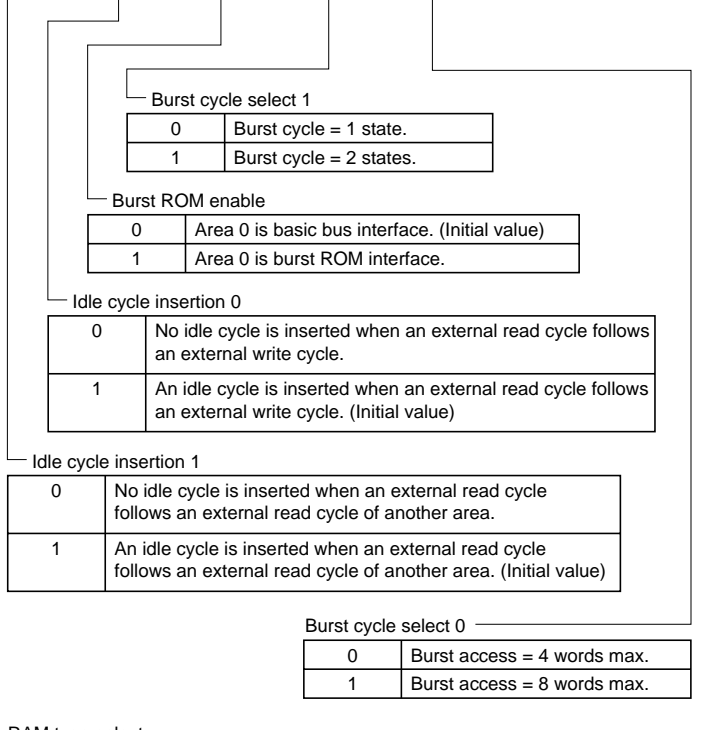 Burst cycle select 1
0 Burst cycle = 1 state.
1 Burst cycle = 2 states.
Burst ROM enable
0 Area 0 is basic bus interface. (Initial value)
1 Area 0 is burst ROM interface.
Idle cycle insertion 0
0 No idle cycle is inserted when an external read cycle follows
an external write cycle.
1 An idle cycle is inserted when an external read cycle follows
an external write cycle. (Initial value)
Idle cycle insertion 1
0 No idle cycle is inserted when an external read cycle
follows an external read cycle of another area.
1 An idle cycle is inserted when an external read cycle
follows an external read cycle of another area. (Initial value)
Burst cycle select 0
0 Burst access = 4 words max.
1 Burst access = 8 words max.